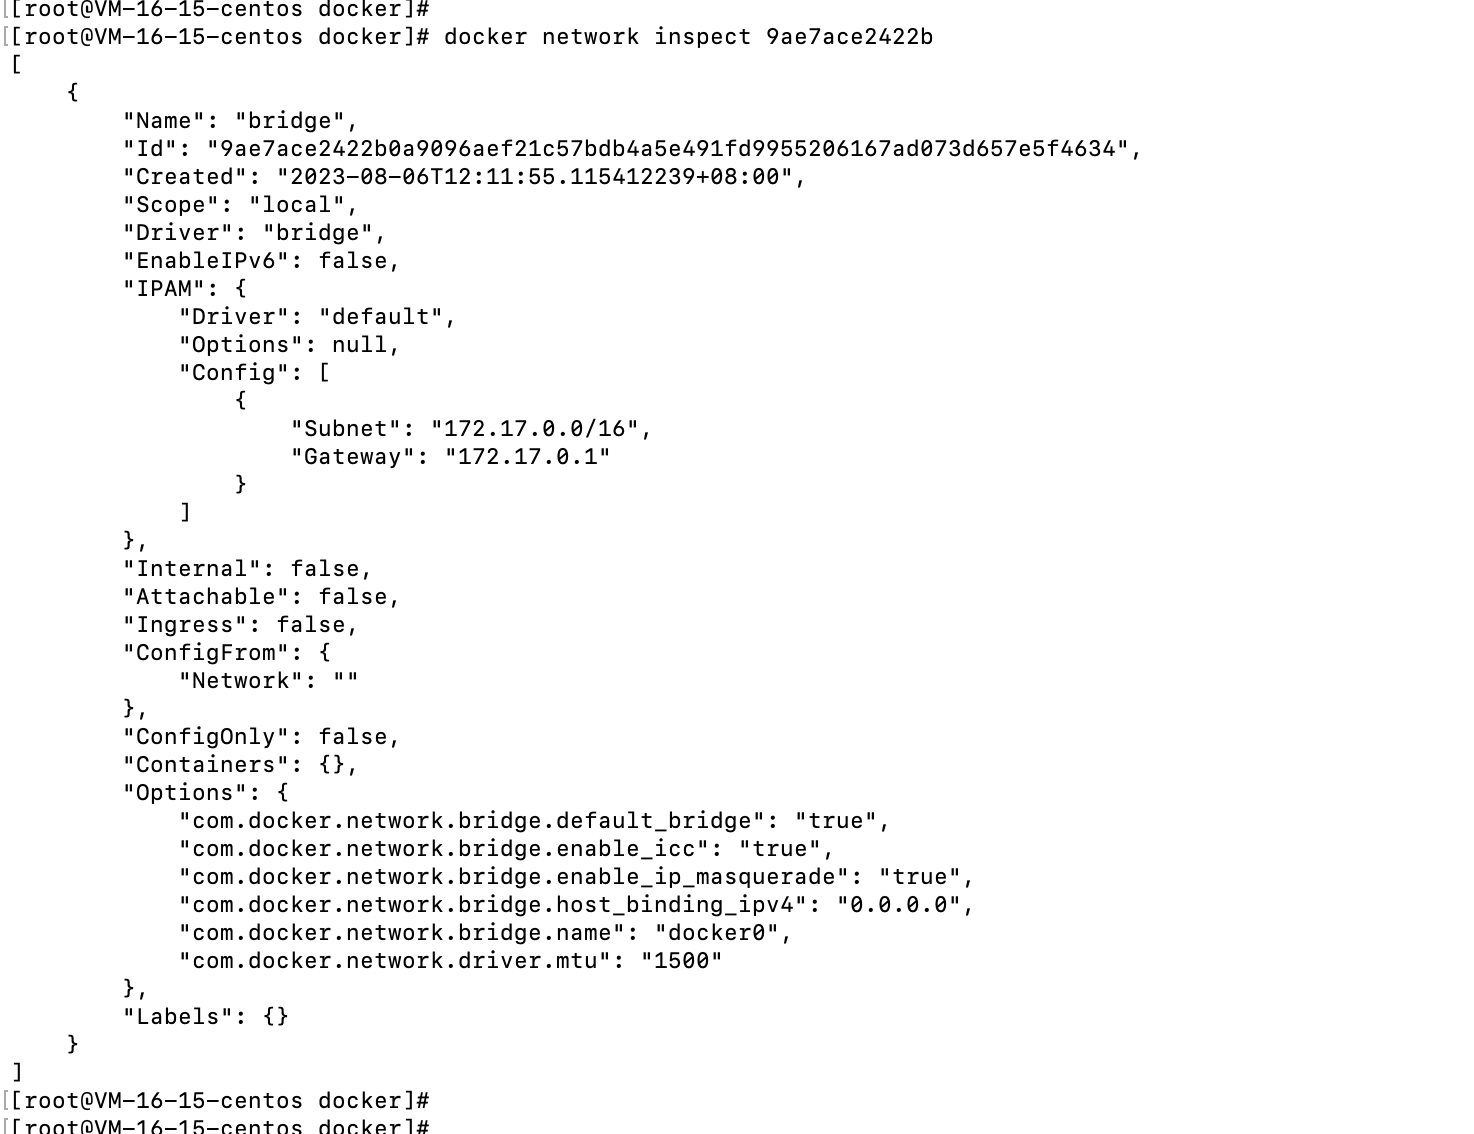 [[root@VM-16-15-centos docker]#
[[root@VM-16-15-centos docker]# docker network inspect 9ae7ace2422b
[
    {
        "Name": "bridge",
        "Id": "9ae7ace2422b0a9096aef21c57bdb4a5e491fd9955206167ad073d657e5f4634",
        "Created": "2023-08-06T12:11:55.115412239+08:00",
        "Scope": "local",
        "Driver": "bridge",
        "EnableIPv6": false,
        "IPAM": {
            "Driver": "default",
            "Options": null,
            "Config": [
                {
                    "Subnet": "172.17.0.0/16",
                    "Gateway": "172.17.0.1"
                }
            ]
        },
        "Internal": false,
        "Attachable": false,
        "Ingress": false,
        "ConfigFrom": {
            "Network": ""
        },
        "ConfigOnly": false,
        "Containers": {},
        "Options": {
            "com.docker.network.bridge.default_bridge": "true",
            "com.docker.network.bridge.enable_icc": "true",
            "com.docker.network.bridge.enable_ip_masquerade": "true",
            "com.docker.network.bridge.host_binding_ipv4": "0.0.0.0",
            "com.docker.network.bridge.name": "docker0",
            "com.docker.network.driver.mtu": "1500"
        },
        "Labels": {}
    }
]
[[root@VM-16-15-centos docker]#
[[root@VM-16-15-centos docker]#